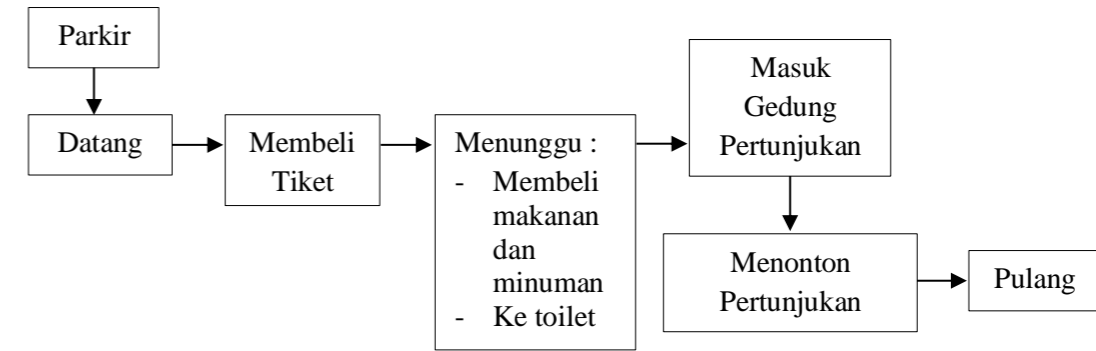 Parkir
Datang
Membeli
Tiket
Menunggu :
- Membeli
makanan
dan
minuman
- Ke toilet
Masuk
Gedung
Pertunjukan
Menonton
Pertunjukan
Pulang